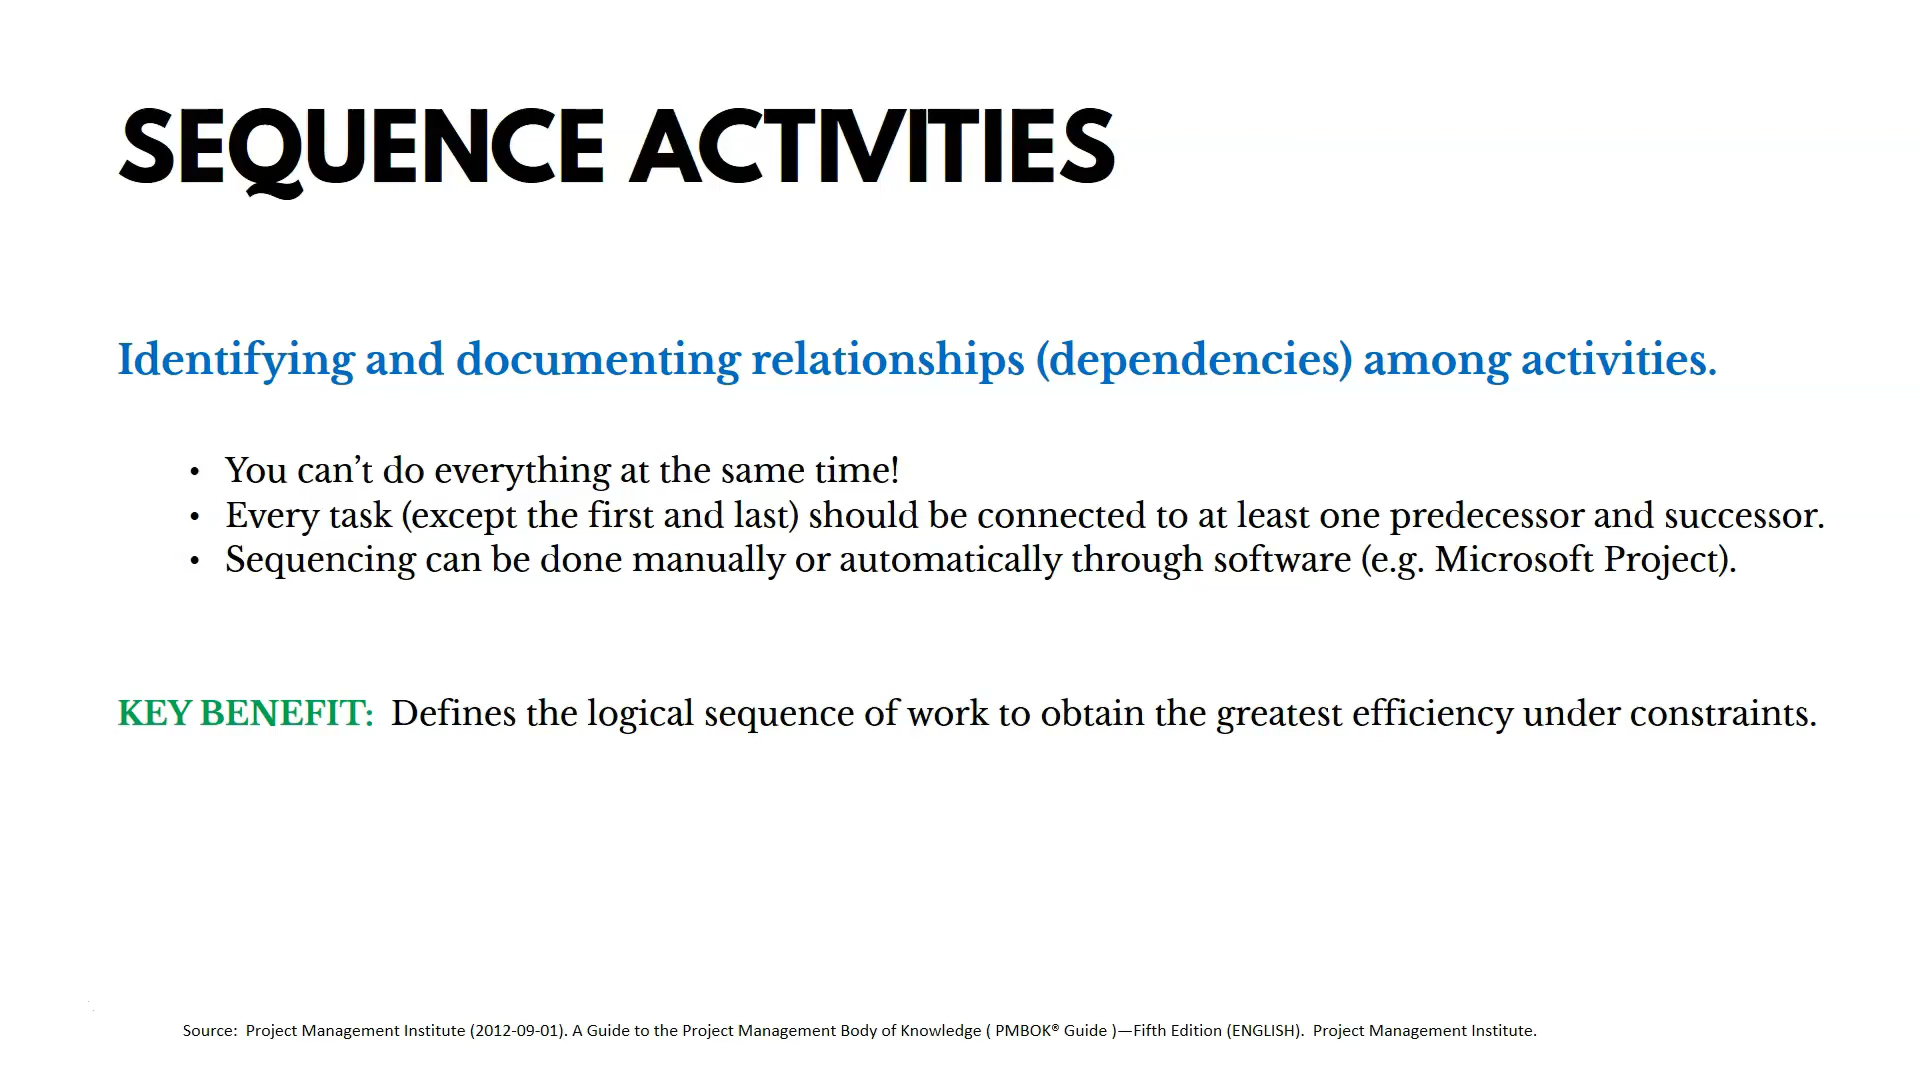 SEQUENCE ACTIVITIES
Identifying and documenting relationships (dependencies) among activities.
• You can’t do everything at the same time!
• Every task (except the first and last) should be connected to at least one predecessor and successor.
• Sequencing can be done manually or automatically through software (e.g. Microsoft Project).
KEY BENEFIT: Defines the logical sequence of work to obtain the greatest efficiency under constraints.
Source: Project Management Institute (2012-09-01). A Guide to the Project Management Body of Knowledge ( PMBOK® Guide )—Fifth Edition (ENGLISH). Project Management Institute.